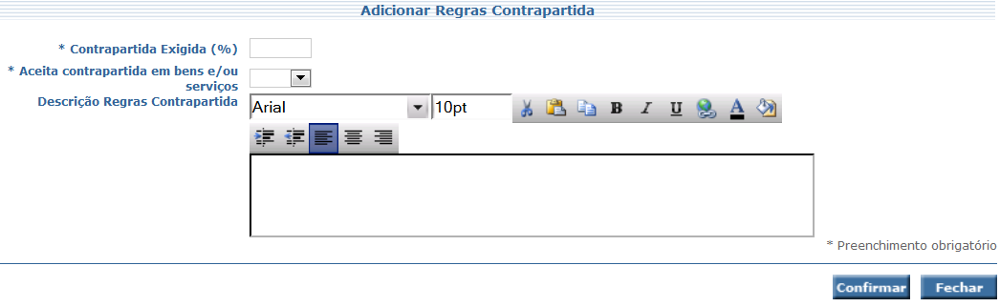 Adicionar Regras Contrapartida
* Contrapartida Exigida (%)
* Aceita contrapartida em bens e/ou
serviços
Descrição Regras Contrapartida
Arial 10pt B I U A
* Preenchimento obrigatório
Confirmar Fechar